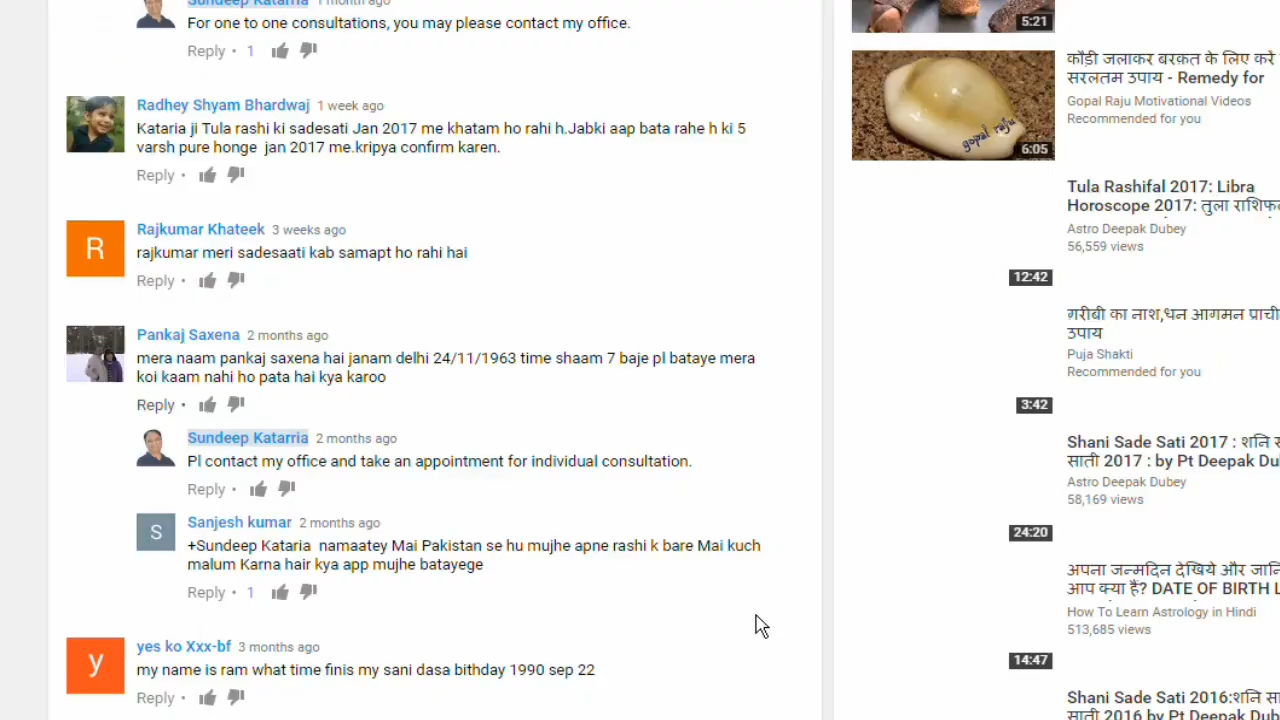 Sundeep Katarria 1 month ago
For one to one consultations, you may please contact my office.
Reply • 1
Radhey Shyam Bhardwaj 1 week ago
Kataria ji Tula rashi ki sadesati Jan 2017 me khatam ho rahi h.Jabki aap bata rahe h ki 5
varsh pure honge jan 2017 me.kripya confirm karen.
Reply •
R
Rajkumar Khateek 3 weeks ago
rajkumar meri sadesaati kab samapt ho rahi hai
Reply •
Pankaj Saxena 2 months ago
mera naam pankaj saxena hai janam delhi 24/11/1963 time shaam 7 baje pl bataye mera
koi kaam nahi ho pata hai kya karoo
Reply •
Sundeep Katarria 2 months ago
Pl contact my office and take an appointment for individual consultation.
Reply •
S
Sanjesh kumar 2 months ago
+Sundeep Kataria namaatey Mai Pakistan se hu mujhe apne rashi k bare Mai kuch
malum Karna hair kya app mujhe batayege
Reply • 1
y
yes ko Xxx-bf 3 months ago
my name is ram what time finis my sani dasa bithday 1990 sep 22
Reply •
5:21
gopal raju
6:05
कौड़ी जलाकर बरक़त के लिए करें
सरलतम उपाय - Remedy for
Gopal Raju Motivational Videos
Recommended for you
Tula Rashifal 2017: Libra
Horoscope 2017: तुला
Astro Deepak Dubey
56,559 views
12:42
ग़रीबी का नाश,धन आगमन
उपाय
Puja Shakti
Recommended for you
3:42
Shani Sade Sati 2017 : शनि
साती 2017 : by Pt Deepak
Astro Deepak Dubey
58,169 views
24:20
अपना जन्मदिन देखिये और
आप क्या हैं? DATE OF BIRTH
How To Learn Astrology in Hindi
513,685 views
14:47
Shani Sade Sati 2016:शनि
साती 2016 by Pt Deepak